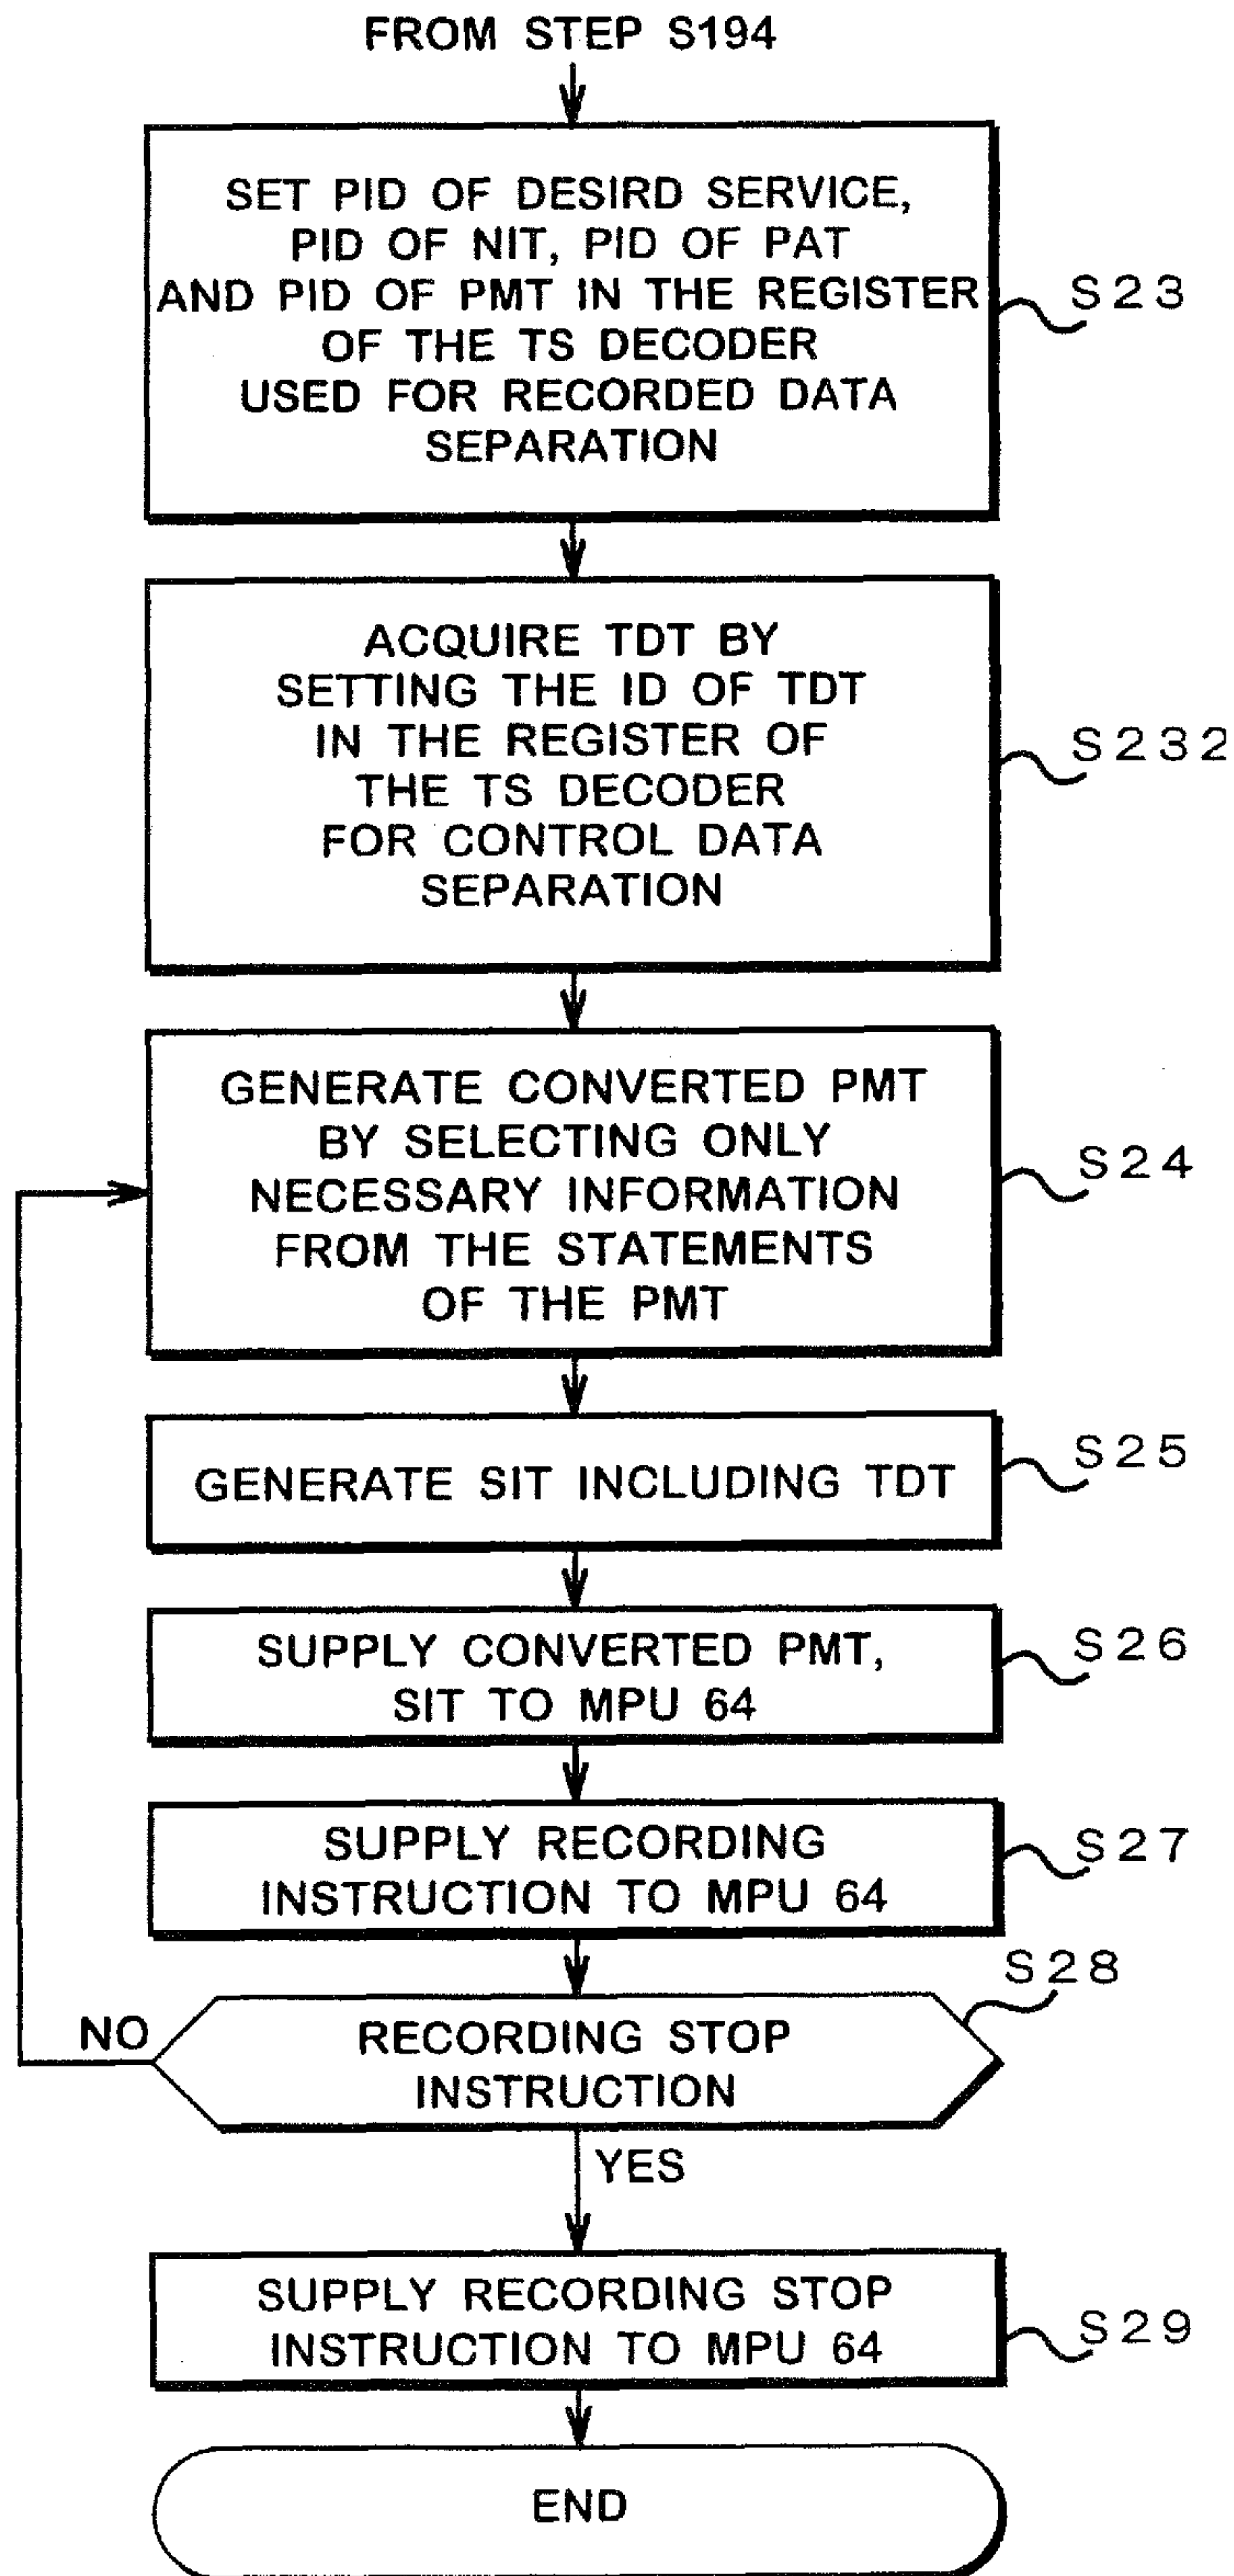 FROM STEP S194
SET PID OF DESIRD SERVICE,
PID OF NIT, PID OF PAT
AND PID OF PMT IN THE REGISTER
OF THE TS DECODER
USED FOR RECORDED DATA
SEPARATION
S23
ACQUIRE TDT BY
SETTING THE ID OF TDT
IN THE REGISTER OF
THE TS DECODER
FOR CONTROL DATA
SEPARATION
S232
GENERATE CONVERTED PMT
BY SELECTING ONLY
NECESSARY INFORMATION
FROM THE STATEMENTS
OF THE PMT
S24
GENERATE SIT INCLUDING TDT
S25
SUPPLY CONVERTED PMT,
SIT TO MPU 64
S26
SUPPLY RECORDING
INSTRUCTION TO MPU 64
S27
RECORDING STOP
INSTRUCTION
S28
NO
YES
SUPPLY RECORDING STOP
INSTRUCTION TO MPU 64
S29
END